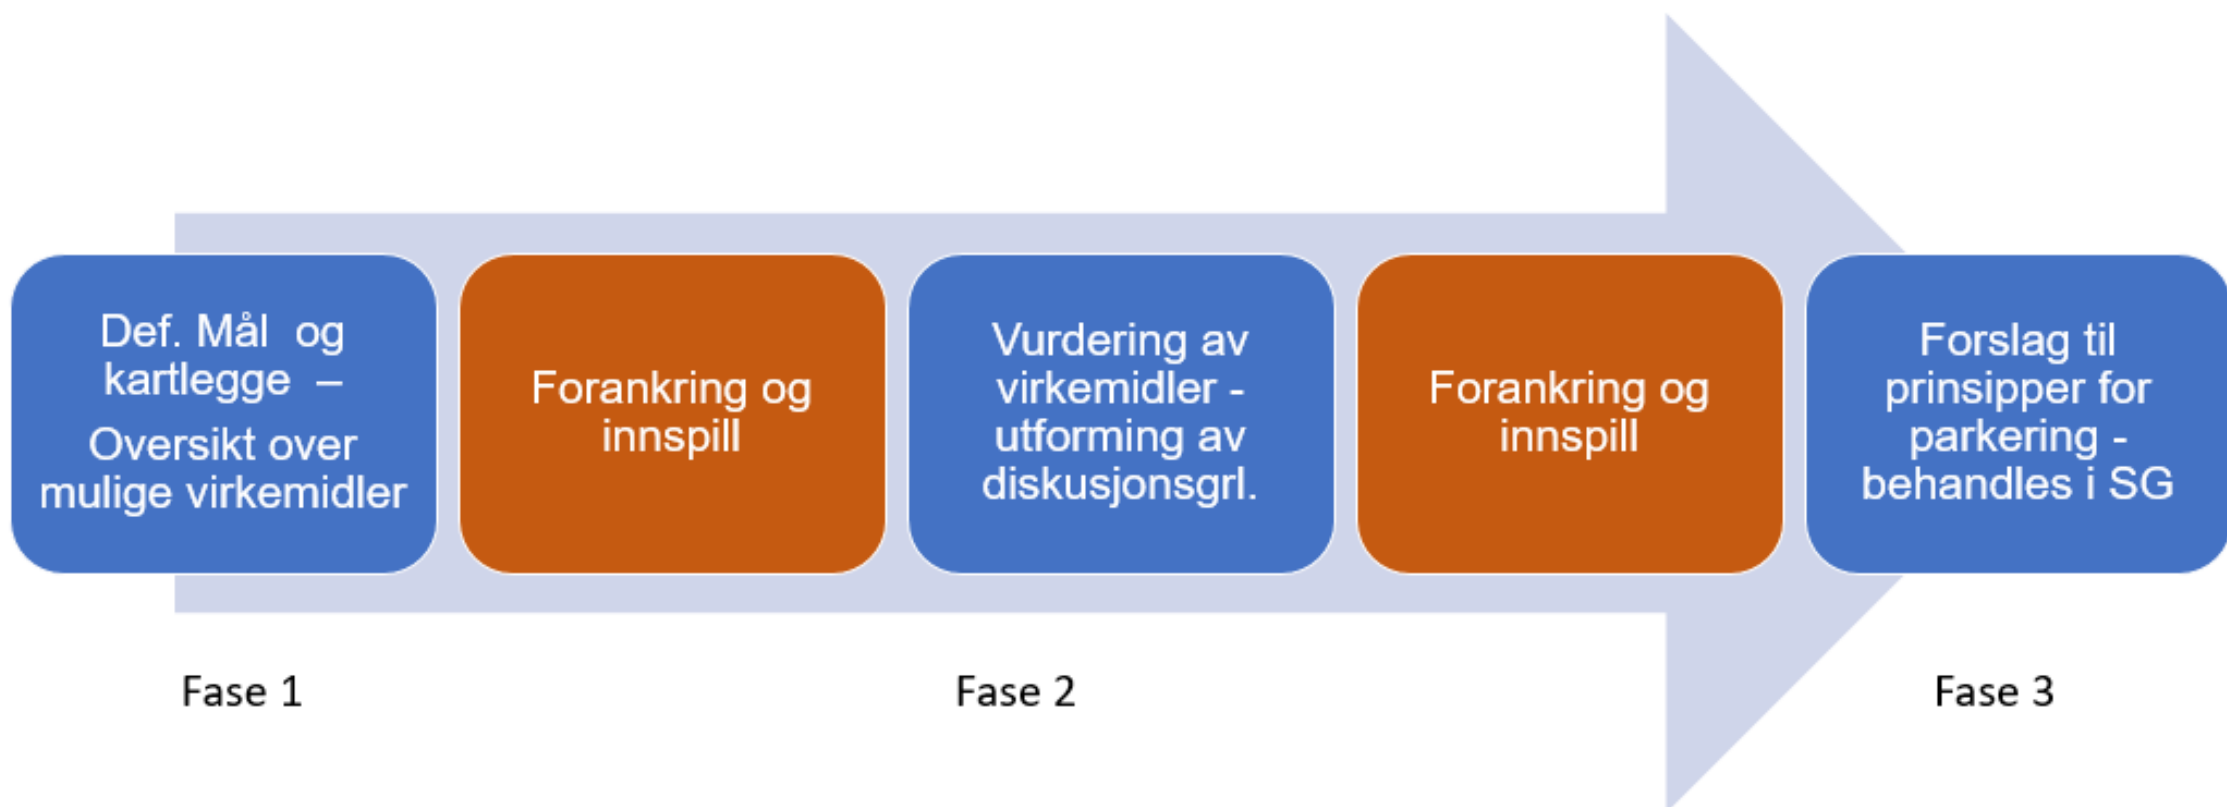 Def. Mål og
kartlegge –
Oversikt over
mulige virkemidler
Forankring og
innspill
Vurdering av
virkemidler -
utforming av
diskusjonsgrl.
Forankring og
innspill
Forslag til
prinsipper for
parkering -
behandles i SG
Fase 1
Fase 2
Fase 3